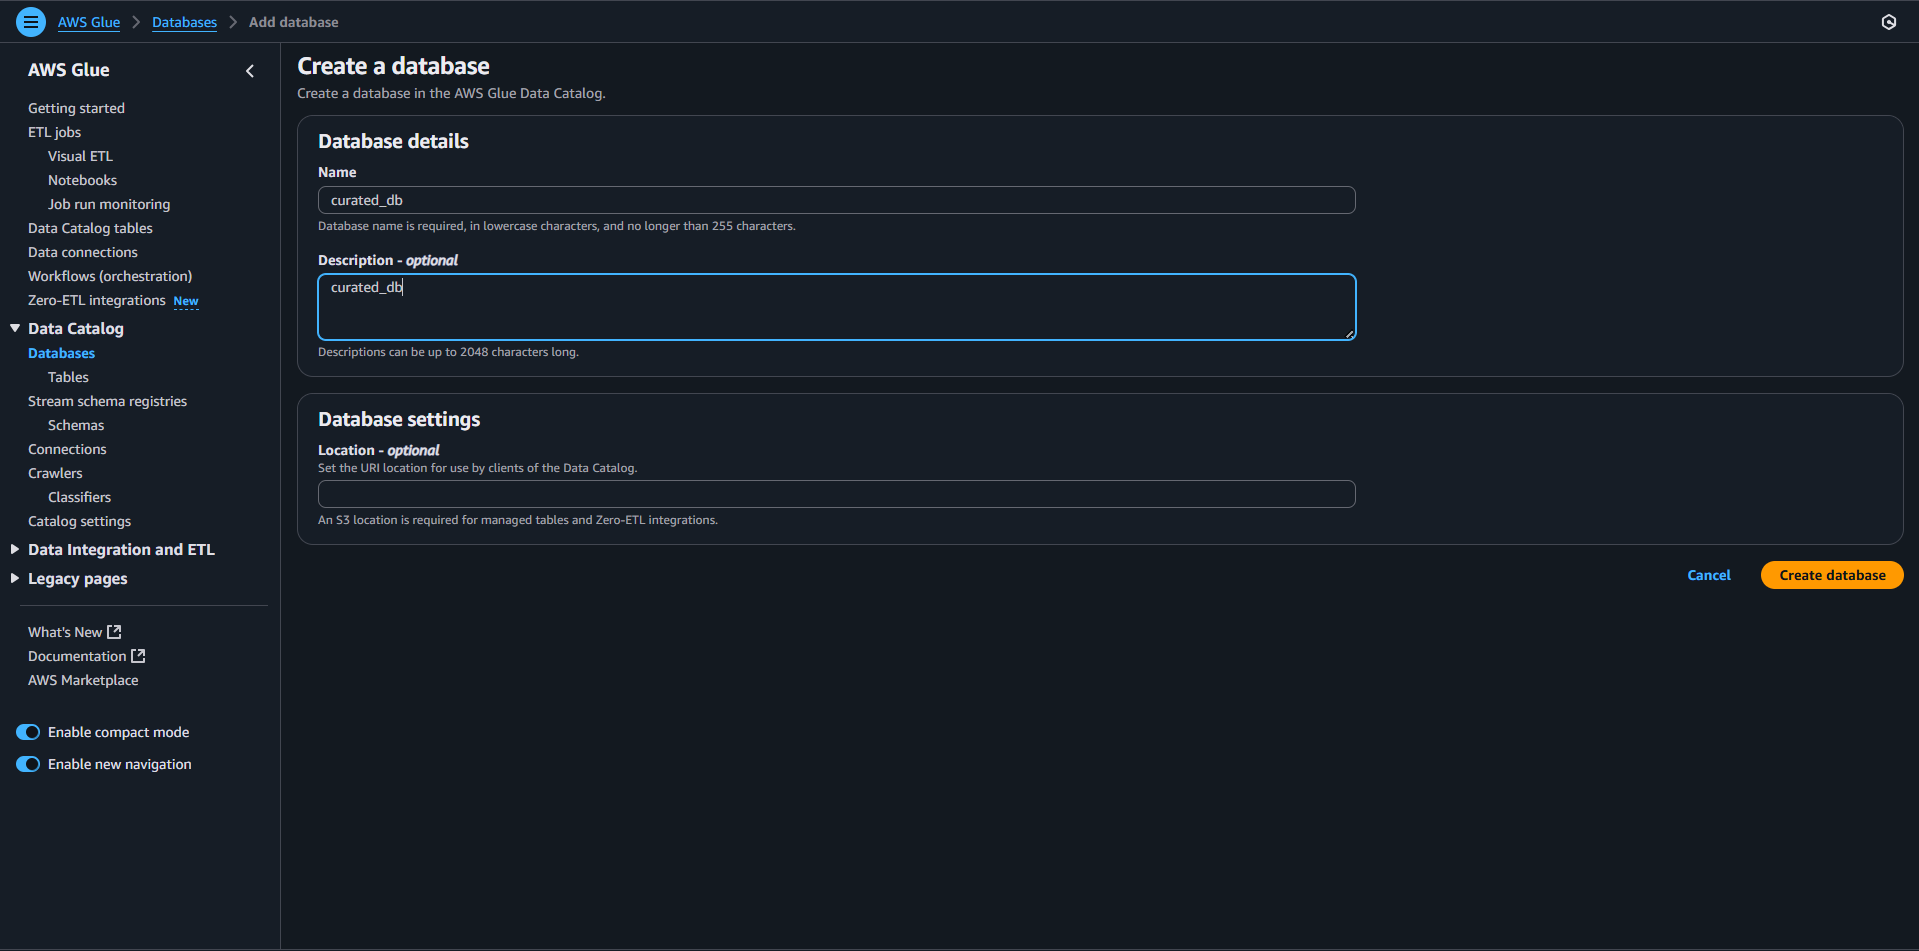 AWS Glue > Databases > Add database
AWS Glue
Getting started
ETL jobs
Visual ETL
Notebooks
Job run monitoring
Data Catalog tables
Data connections
Workflows (orchestration)
Zero-ETL integrations New
Data Catalog
Databases
Tables
Stream schema registries
Schemas
Connections
Crawlers
Classifiers
Catalog settings
Data Integration and ETL
Legacy pages
What's New
Documentation
AWS Marketplace
Enable compact mode
Enable new navigation
Create a database
Create a database in the AWS Glue Data Catalog.
Database details
Name
curated_db
Database name is required, in lowercase characters, and no longer than 255 characters.
Description - optional
curated_db
Descriptions can be up to 2048 characters long.
Database settings
Location - optional
Set the URI location for use by clients of the Data Catalog.
An S3 location is required for managed tables and Zero-ETL integrations.
Cancel
Create database